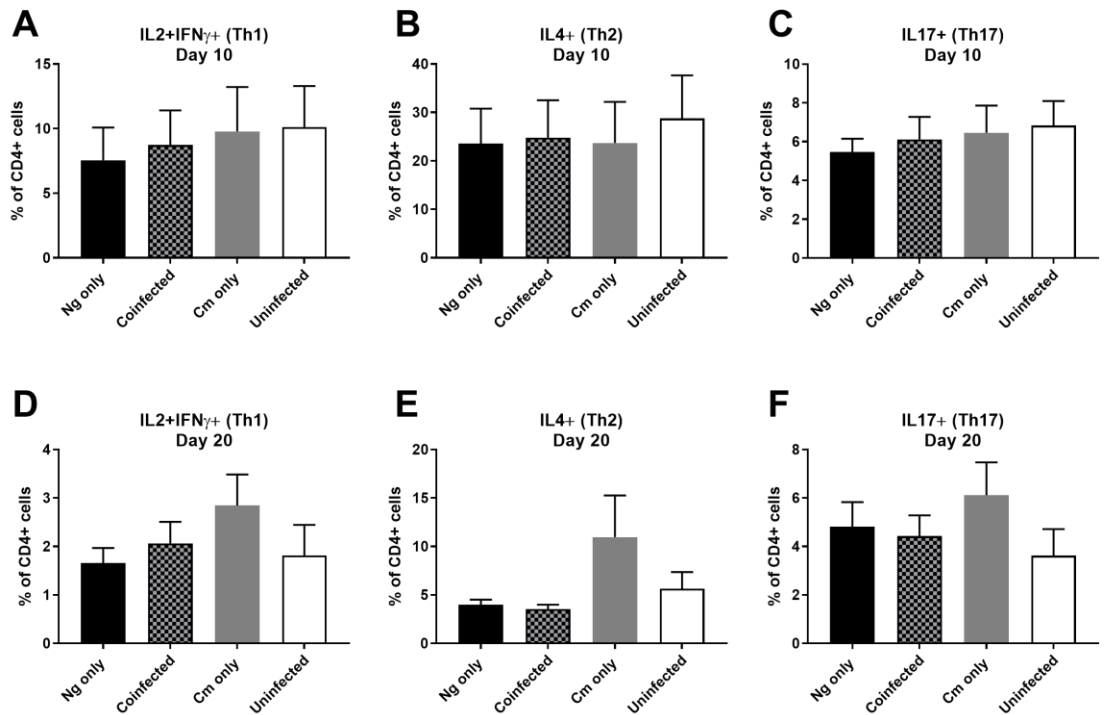 A
IL2+IFNγ+ (Th1)
Day 10
% of CD4+ cells
15
10
5
0
Ng only
Coinfected
Cm only
Uninfected
B
IL4+ (Th2)
Day 10
% of CD4+ cells
40
30
20
10
0
Ng only
Coinfected
Cm only
Uninfected
C
IL17+ (Th17)
Day 10
% of CD4+ cells
10
8
6
4
2
0
Ng only
Coinfected
Cm only
Uninfected
D
IL2+IFNγ+ (Th1)
Day 20
% of CD4+ cells
4
3
2
1
0
Ng only
Coinfected
Cm only
Uninfected
E
IL4+ (Th2)
Day 20
% of CD4+ cells
20
15
10
5
0
Ng only
Coinfected
Cm only
Uninfected
F
IL17+ (Th17)
Day 20
% of CD4+ cells
8
6
4
2
0
Ng only
Coinfected
Cm only
Uninfected